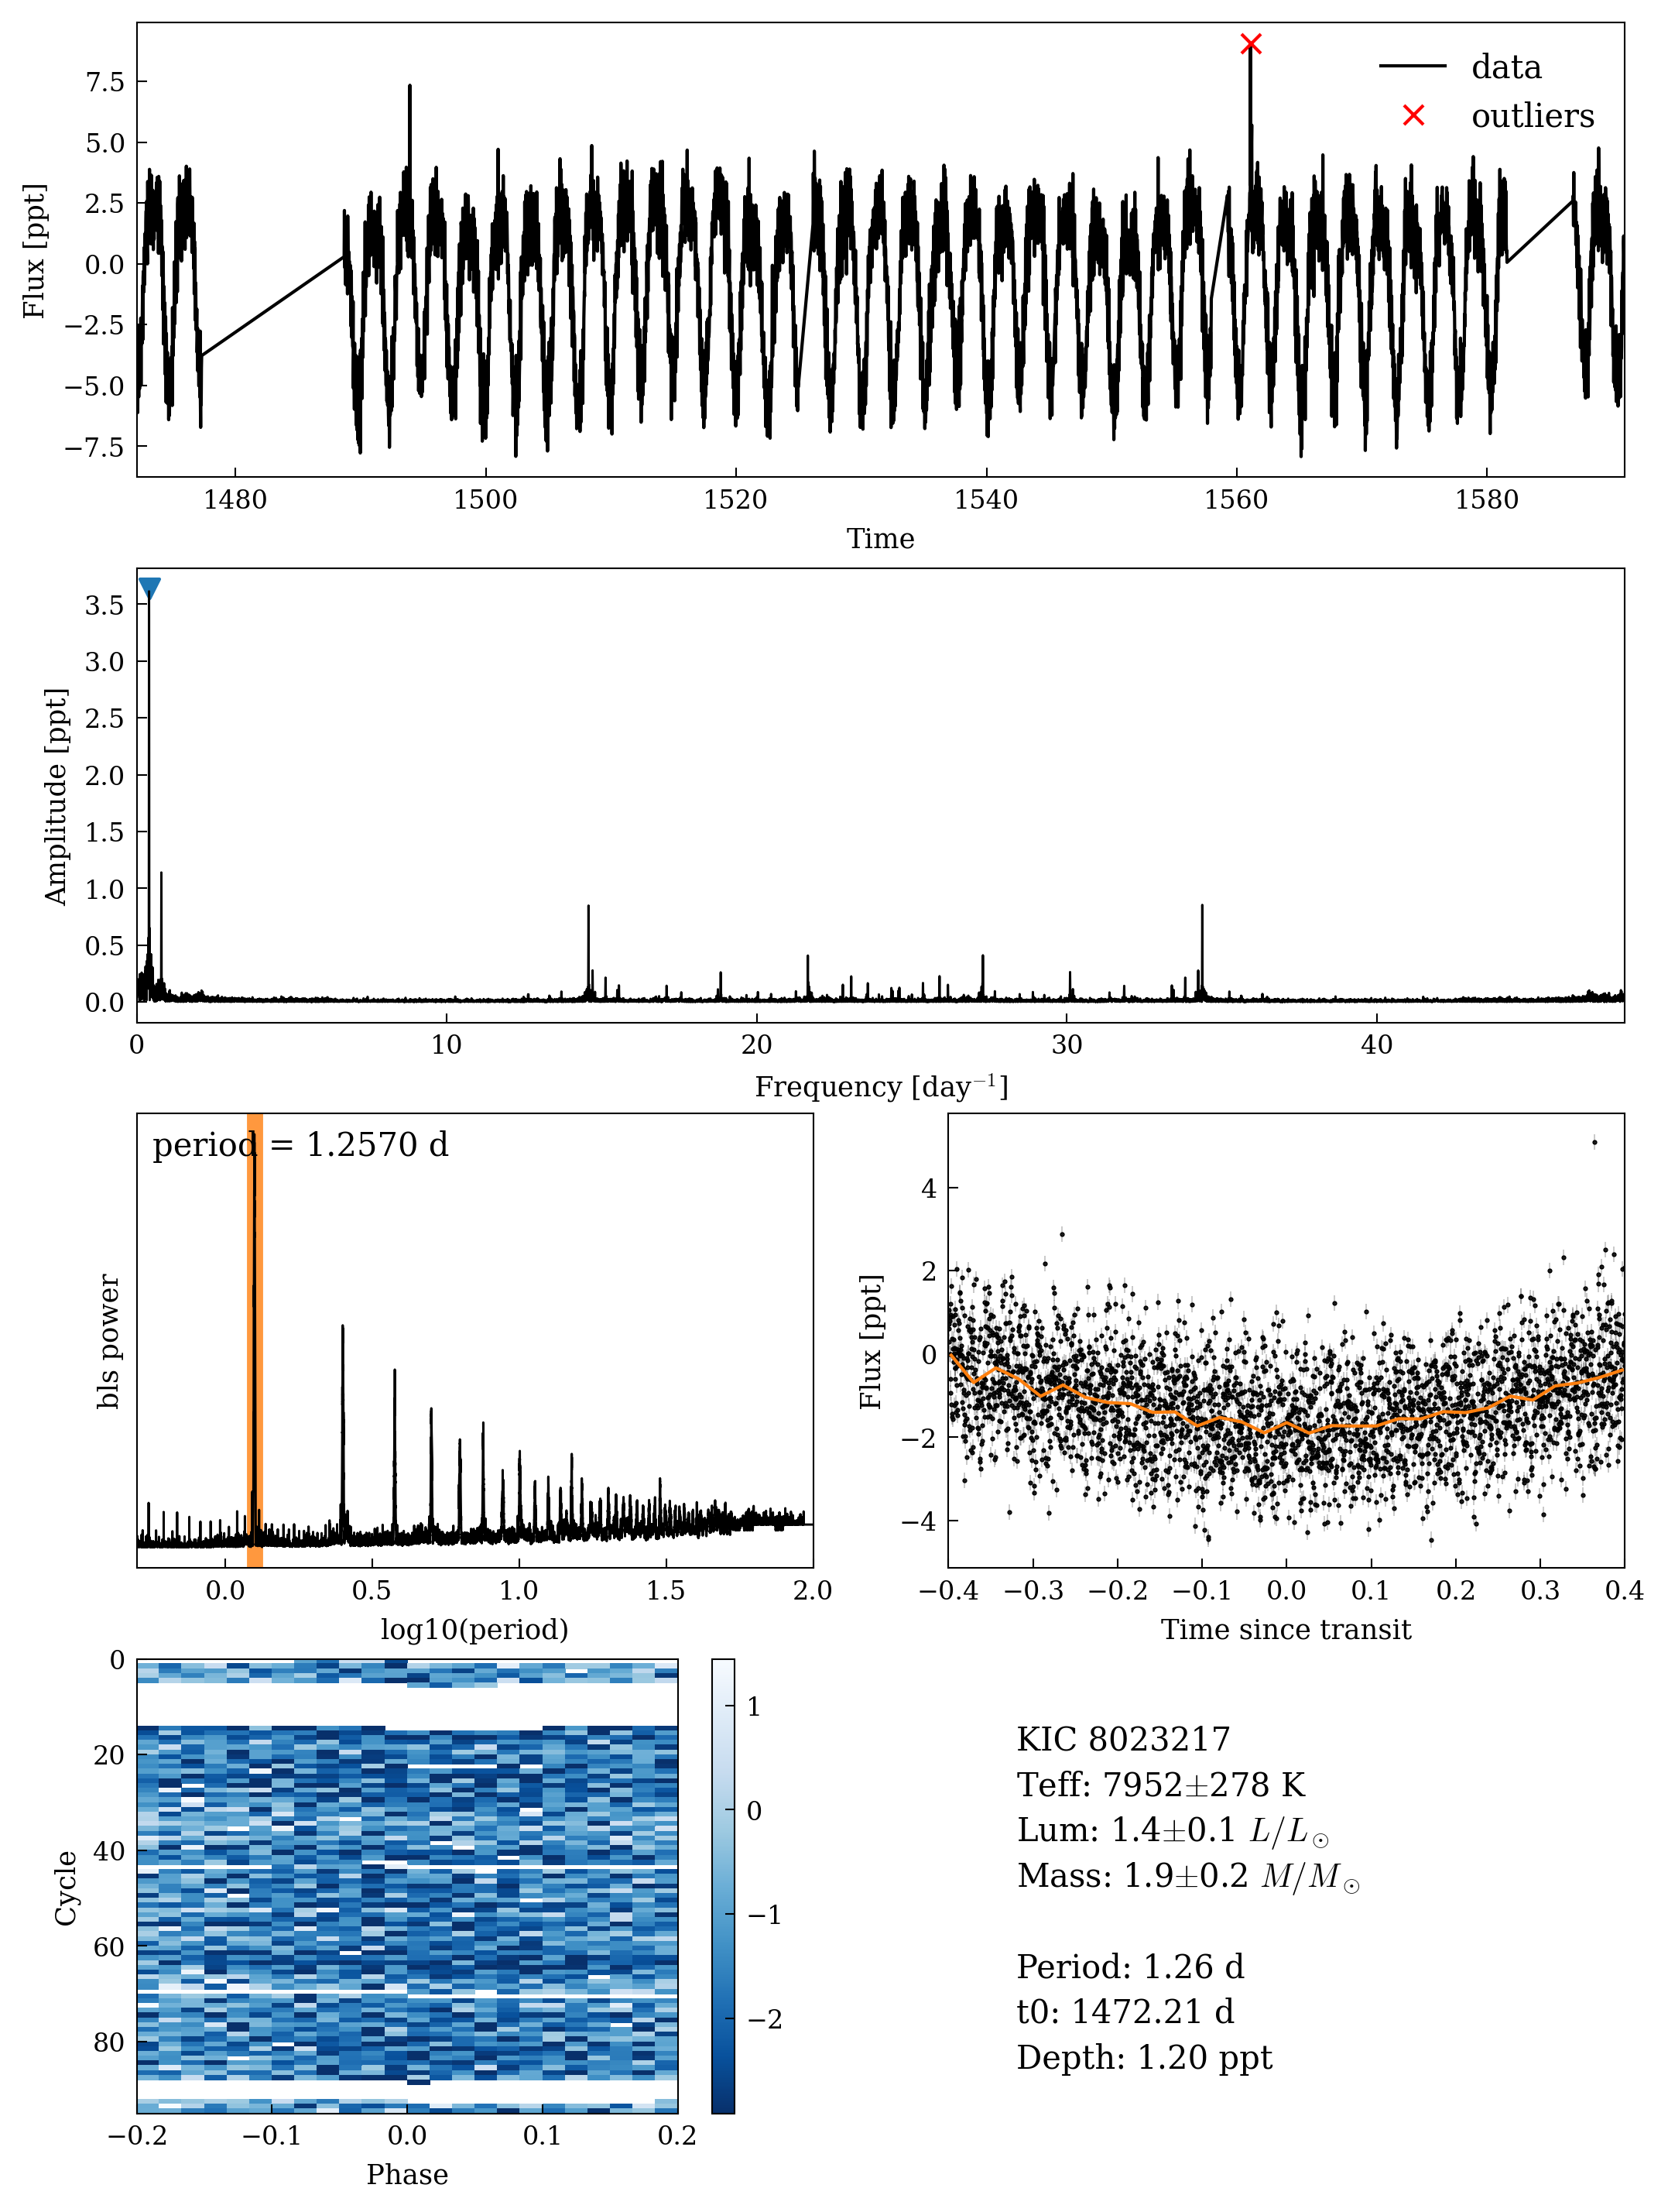 7.5
5.0
2.5
0.0
−2.5
−5.0
−7.5
Flux [ppt]
data
outliers
1480 1500 1520 1540 1560 1580
Time
3.5
3.0
2.5
2.0
1.5
1.0
0.5
0.0
Amplitude [ppt]
0 10 20 30 40
Frequency [day⁻¹]
period = 1.2570 d
bls power
0.0 0.5 1.0 1.5 2.0
log10(period)
4
2
0
−2
−4
Flux [ppt]
−0.4 −0.3 −0.2 −0.1 0.0 0.1 0.2 0.3 0.4
Time since transit
0
20
40
60
80
Cycle
−0.2 −0.1 0.0 0.1 0.2
Phase
1
0
−1
−2
KIC 8023217
Teff: 7952±278 K
Lum: 1.4±0.1 L/L⊙
Mass: 1.9±0.2 M/M⊙
Period: 1.26 d
t0: 1472.21 d
Depth: 1.20 ppt